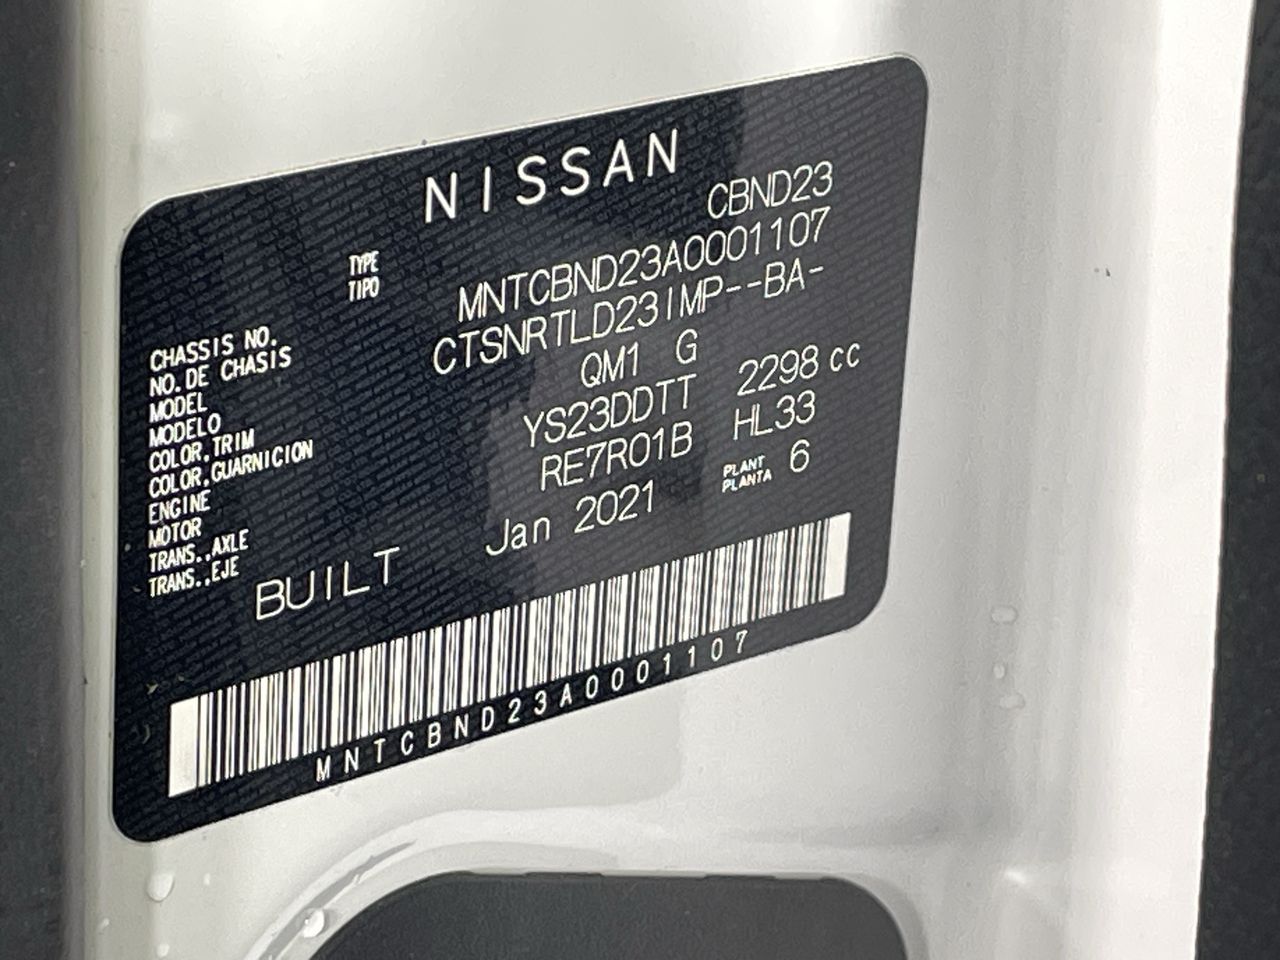 NISSAN
TYPE CBND23
TIPO
CHASSIS NO. MNTCBND23A0001107
NO.DE CHASIS
MODEL CTSNRTLD23IMP--BA-
MODELO
COLOR,TRIM QM1 G
COLOR,GUARNICION
ENGINE YS23DDTT 2298 cc
MOTOR
TRANS.,AXLE RE7R01B HL33
TRANS.,EJE
PLANT 6
PLANTA
BUILT Jan 2021
MNTCBND23A0001107